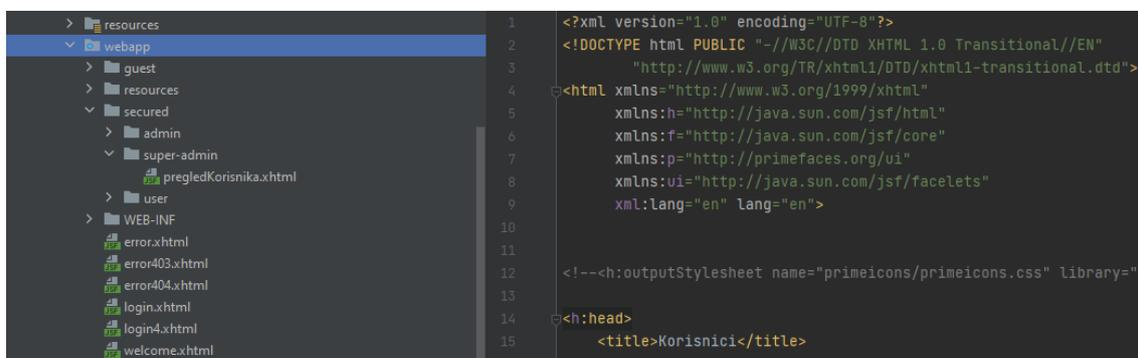 resources
webapp
guest
resources
secured
admin
super-admin
pregledKorisnika.xhtml
user
WEB-INF
error.xhtml
error403.xhtml
error404.xhtml
login.xhtml
login4.xhtml
welcome.xhtml
1 <?xml version="1.0" encoding="UTF-8"?>
2 <!DOCTYPE html PUBLIC "-//W3C//DTD XHTML 1.0 Transitional//EN"
3 "http://www.w3.org/TR/xhtml1/DTD/xhtml1-transitional.dtd">
4 <html xmlns="http://www.w3.org/1999/xhtml"
5 xmlns:h="http://java.sun.com/jsf/html"
6 xmlns:f="http://java.sun.com/jsf/core"
7 xmlns:p="http://primefaces.org/ui"
8 xmlns:ui="http://java.sun.com/jsf/facelets"
9 xml:lang="en" lang="en">
10
11
12 <!--<h:outputStylesheet name="primeicons/primeicons.css" library="
13
14 <h:head>
15 <title>Korisnici</title>